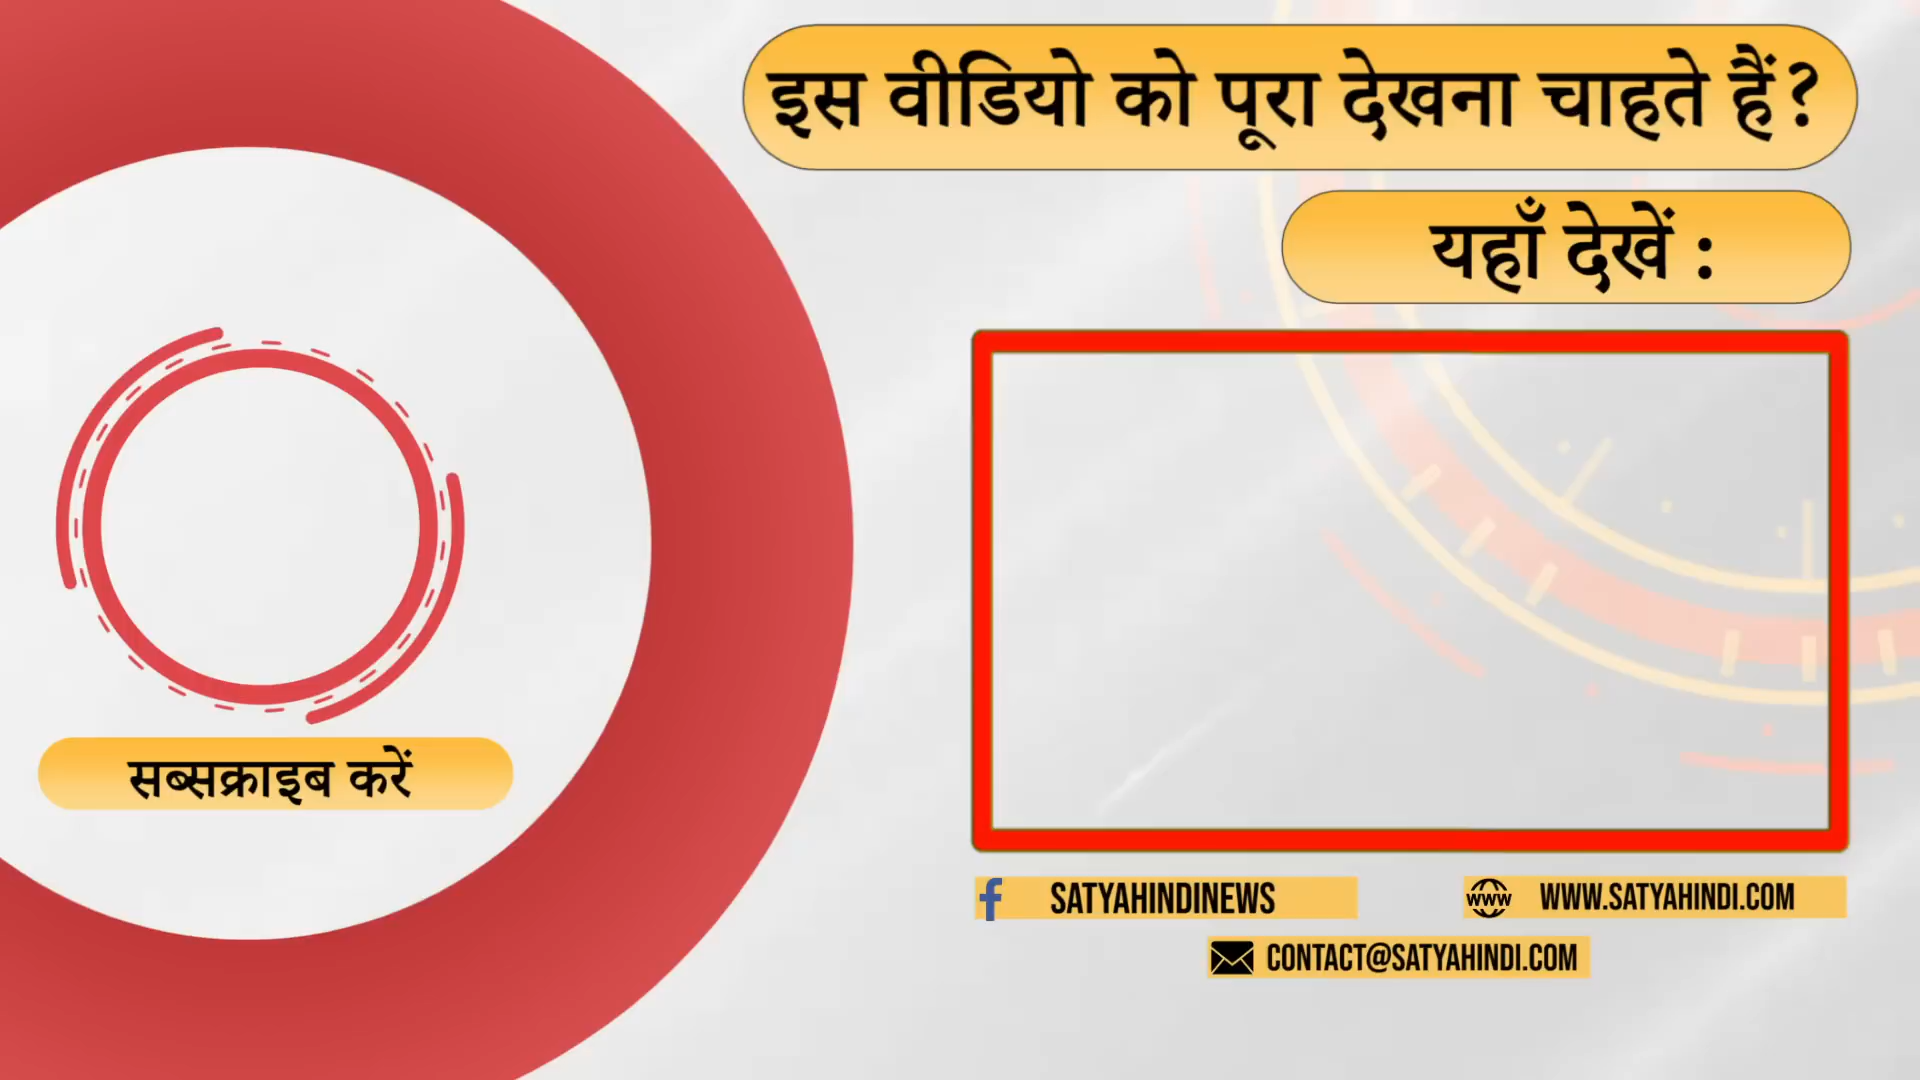 इस वीडियो को पूरा देखना चाहते हैं?
यहाँ देखें :
सब्सक्राइब करें
SATYAHINDINEWS
WWW.SATYAHINDI.COM
CONTACT@SATYAHINDI.COM